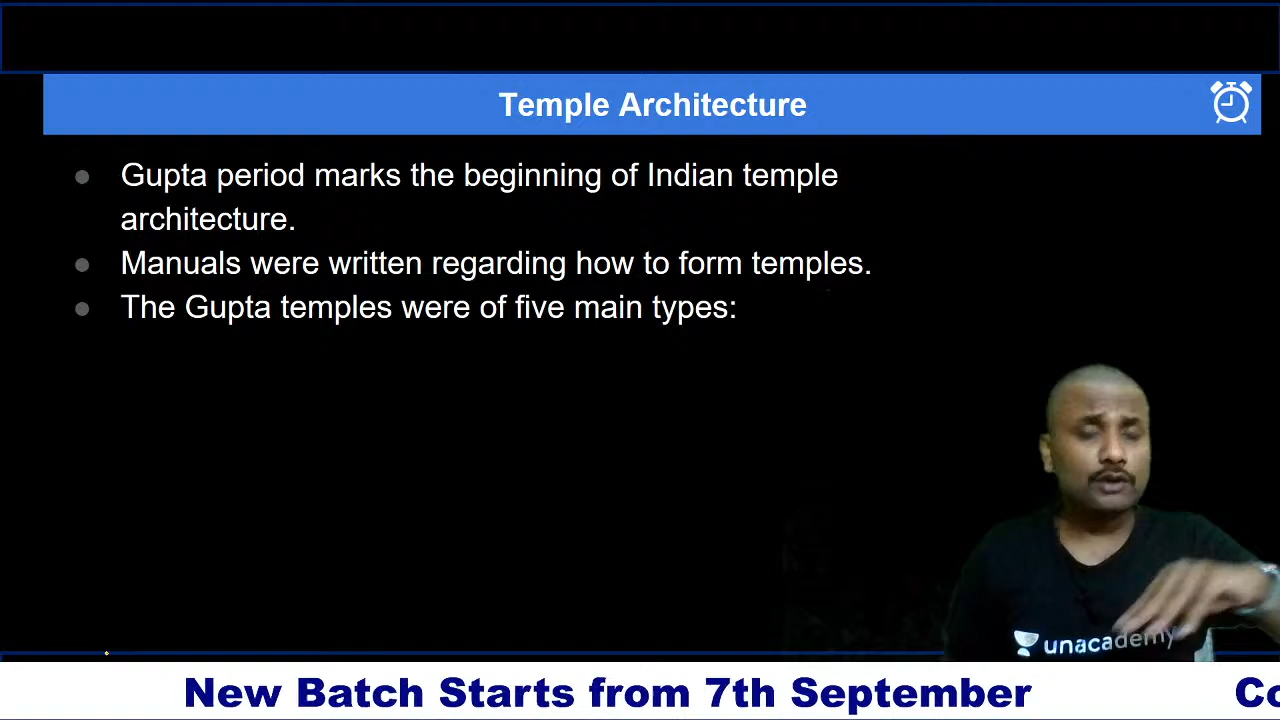 Temple Architecture
Gupta period marks the beginning of Indian temple
architecture.
Manuals were written regarding how to form temples.
The Gupta temples were of five main types:
unacademy
New Batch Starts from 7th September